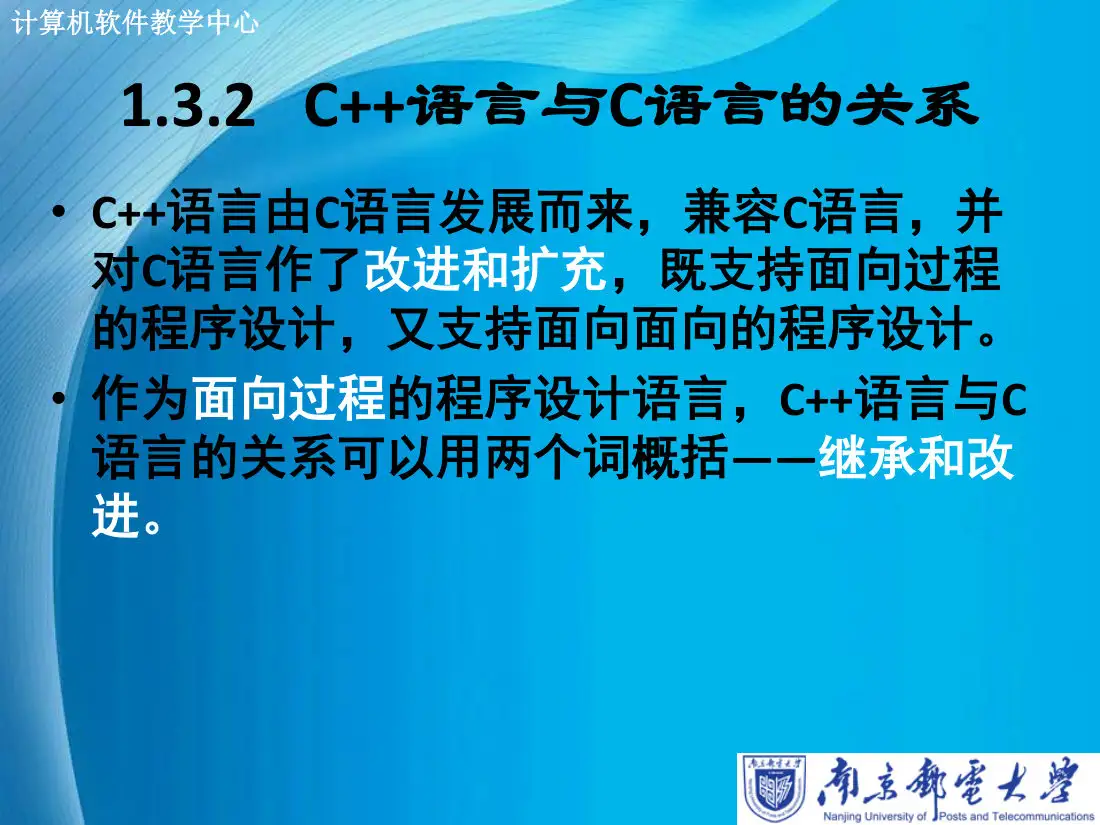 计算机软件教学中心
1.3.2 C++语言与C语言的关系
• C++语言由C语言发展而来，兼容C语言，并
对C语言作了改进和扩充，既支持面向过程
的程序设计，又支持面向面向的程序设计。
• 作为面向过程的程序设计语言，C++语言与C
语言的关系可以用两个词概括——继承和改
进。
南京邮电大学
Nanjing University of Posts and Telecommunications